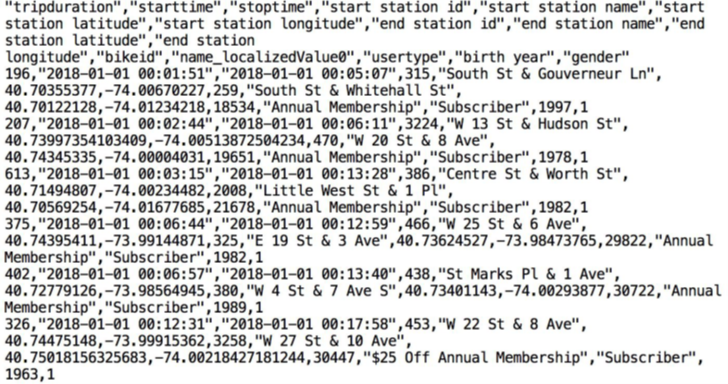 "tripduration","starttime","stoptime","start station id","start station name","start
station latitude","start station longitude","end station id","end station name","end
station latitude","end station
longitude","bikeid","name_localizedValue0","usertype","birth year","gender"
196,"2018-01-01 00:01:51","2018-01-01 00:05:07",315,"South St & Gouverneur Ln",
40.70355377,-74.00670227,259,"South St & Whitehall St",
40.70122128,-74.01234218,18534,"Annual Membership","Subscriber",1997,1
207,"2018-01-01 00:02:44","2018-01-01 00:06:11",3224,"W 13 St & Hudson St",
40.73997354103409,-74.00513872504234,470,"W 20 St & 8 Ave",
40.74345335,-74.00004031,19651,"Annual Membership","Subscriber",1978,1
613,"2018-01-01 00:03:15","2018-01-01 00:13:28",386,"Centre St & Worth St",
40.71494807,-74.00234482,2008,"Little West St & 1 Pl",
40.70569254,-74.01677685,21678,"Annual Membership","Subscriber",1982,1
375,"2018-01-01 00:06:44","2018-01-01 00:12:59",466,"W 25 St & 6 Ave",
40.74395411,-73.99144871,325,"E 19 St & 3 Ave",40.73624527,-73.98473765,29822,"Annual
Membership","Subscriber",1982,1
402,"2018-01-01 00:06:57","2018-01-01 00:13:40",438,"St Marks Pl & 1 Ave",
40.72779126,-73.98564945,380,"W 4 St & 7 Ave S",40.73401143,-74.00293877,30722,"Annual
Membership","Subscriber",1989,1
326,"2018-01-01 00:12:31","2018-01-01 00:17:58",453,"W 22 St & 8 Ave",
40.74475148,-73.99915362,3258,"W 27 St & 10 Ave",
40.75018156325683,-74.00218427181244,30447,"$25 Off Annual Membership","Subscriber",
1963,1